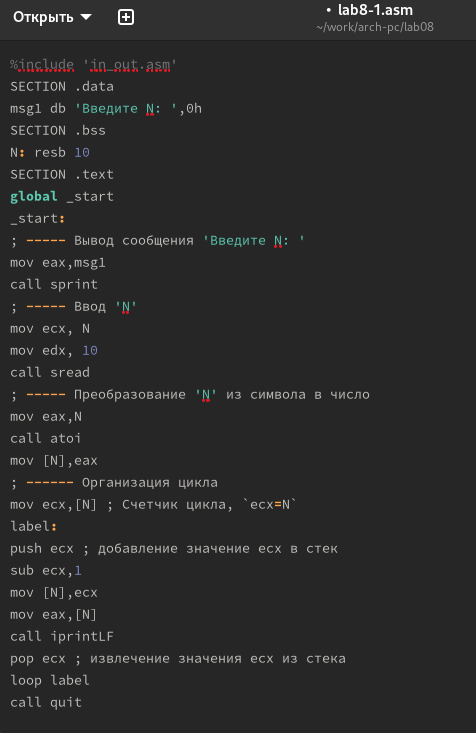 Открыть
• lab8-1.asm
~/work/arch-pc/lab08
%include 'in_out.asm'
SECTION .data
msg1 db 'Введите N: ',0h
SECTION .bss
N: resb 10
SECTION .text
global _start
_start:
; ----- Вывод сообщения 'Введите N: '
mov eax,msg1
call sprint
; ----- Ввод 'N'
mov ecx, N
mov edx, 10
call sread
; ----- Преобразование 'N' из символа в число
mov eax,N
call atoi
mov [N],eax
; ------ Организация цикла
mov ecx,[N] ; Счетчик цикла, `ecx=N`
label:
push ecx ; добавление значение ecx в стек
sub ecx,1
mov [N],ecx
mov eax,[N]
call iprintLF
pop ecx ; извлечение значения ecx из стека
loop label
call quit